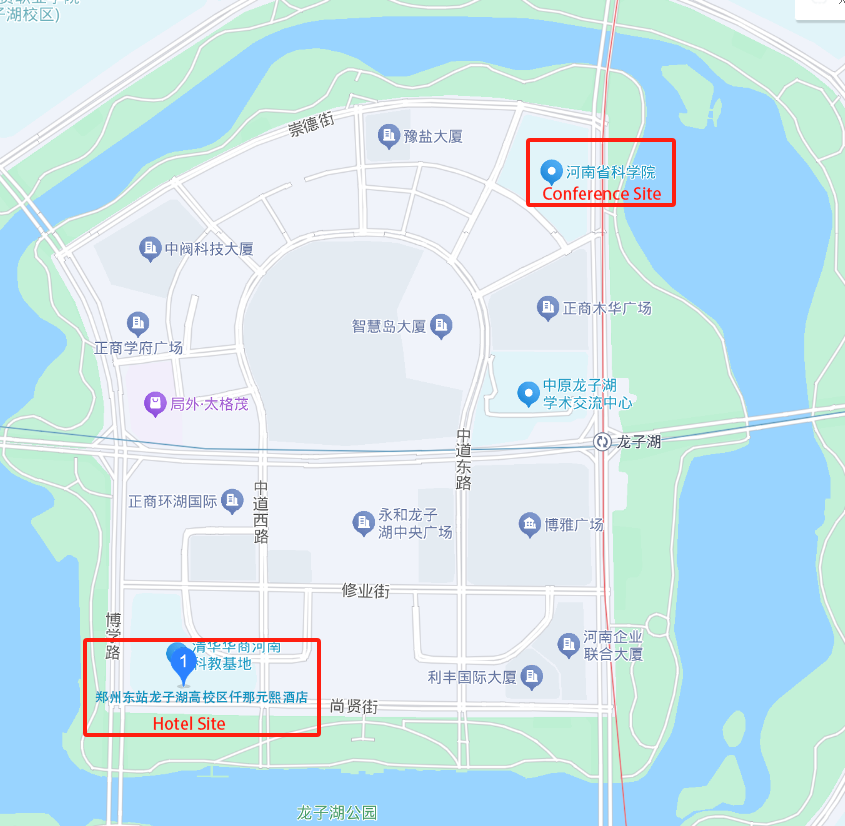 子湖校区)
崇德街
豫盐大厦
河南省科学院
Conference Site
中阀科技大厦
正商木华广场
智慧岛大厦
正商学府广场
中原龙子湖
学术交流中心
局外·太格茂
龙子湖
中道东路
正商环湖国际
中道西路
永和龙子
湖中央广场
博雅广场
修业街
博学路
河南企业
联合大厦
清华华商河南
科教基地
1
利丰国际大厦
郑州东站龙子湖高校区仟那元熙酒店
尚贤街
Hotel Site
龙子湖公园